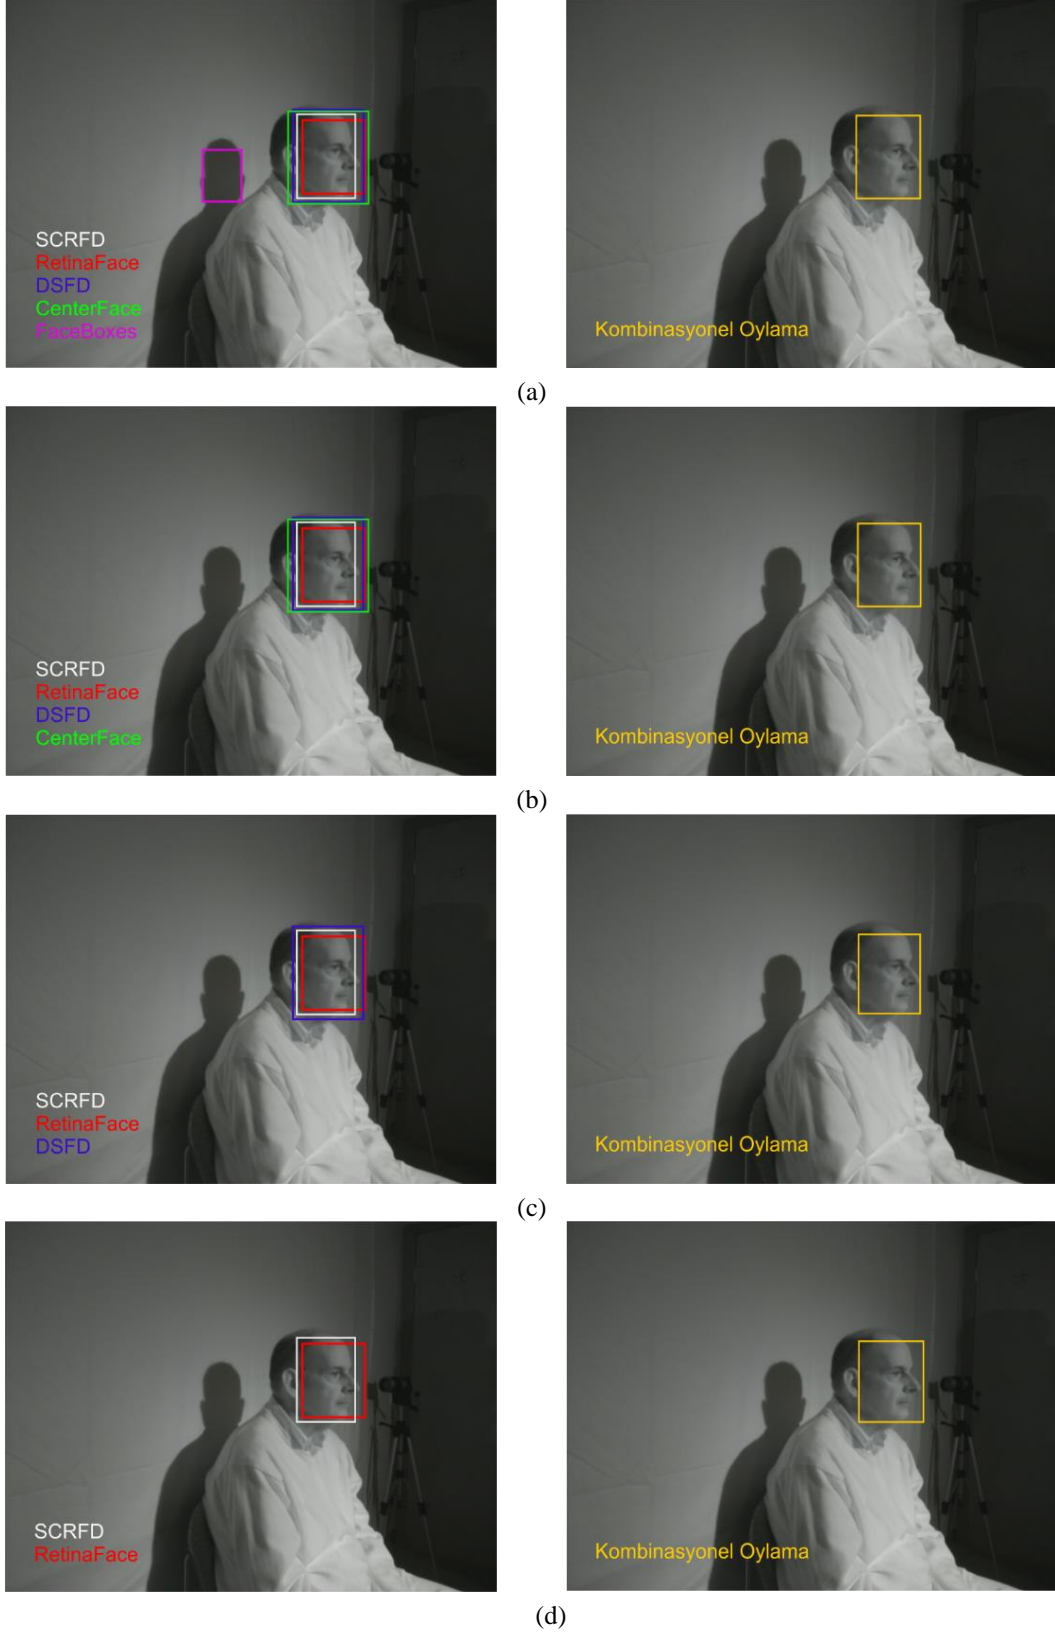 SCRFD
RetinaFace
DSFD
CenterFace
FaceBoxes
Kombinasyonel Oylama
(a)
SCRFD
RetinaFace
DSFD
CenterFace
Kombinasyonel Oylama
(b)
SCRFD
RetinaFace
DSFD
Kombinasyonel Oylama
(c)
SCRFD
RetinaFace
Kombinasyonel Oylama
(d)